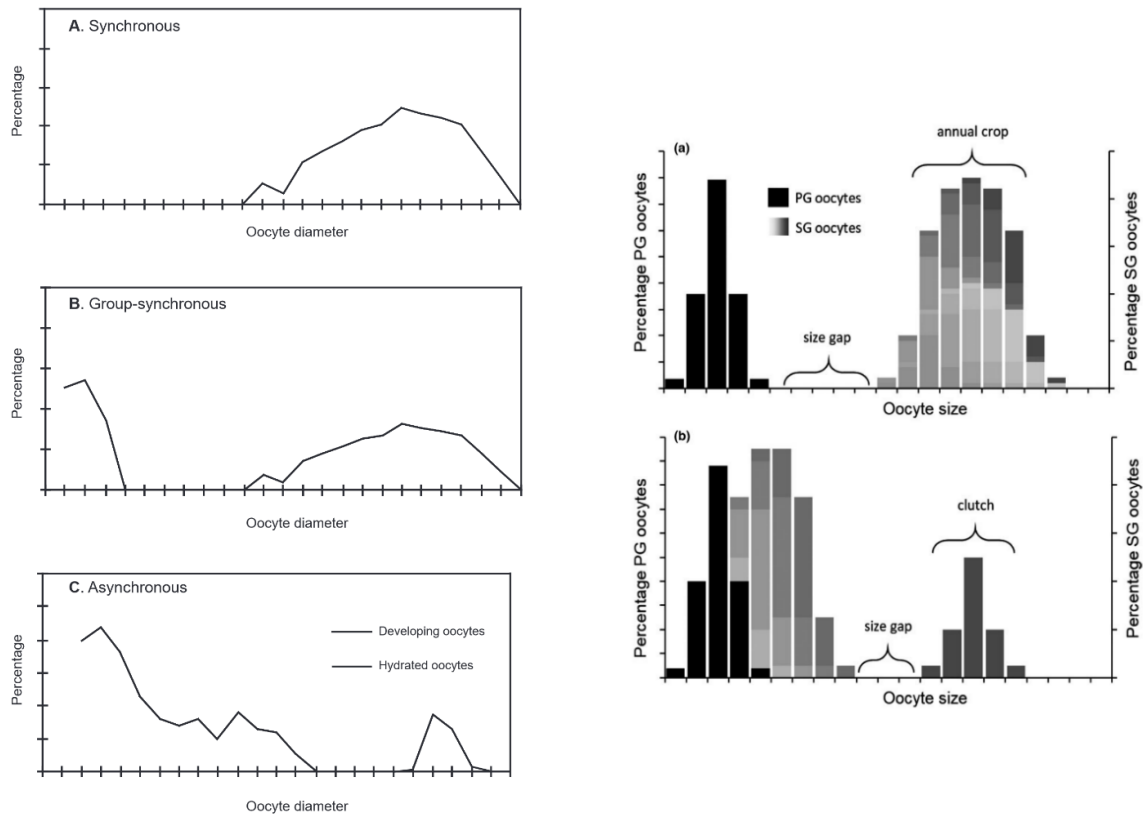 A. Synchronous
Percentage
Oocyte diameter
B. Group-synchronous
Percentage
Oocyte diameter
C. Asynchronous
Developing oocytes
Hydrated oocytes
Percentage
Oocyte diameter
(a)
annual crop
PG oocytes
SG oocytes
size gap
Percentage PG oocytes
Percentage SG oocytes
Oocyte size
(b)
clutch
size gap
Percentage PG oocytes
Percentage SG oocytes
Oocyte size